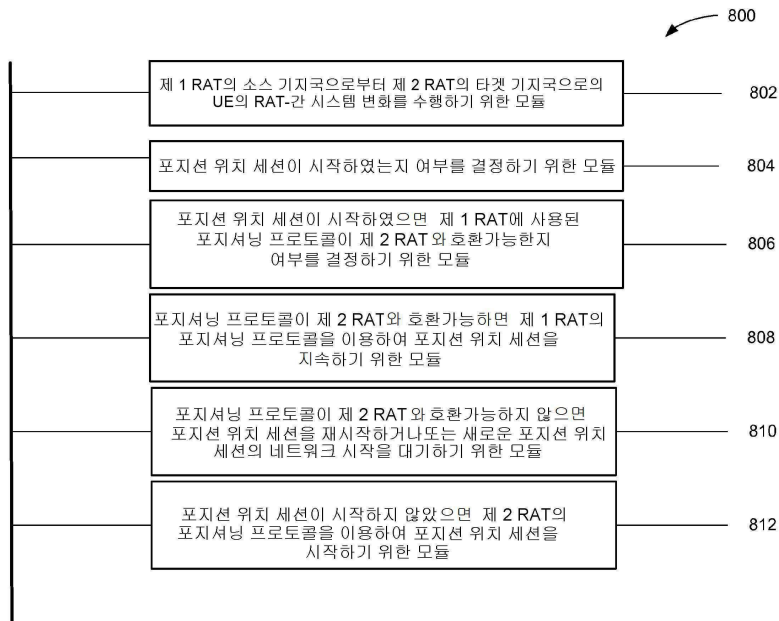 800
제 1 RAT의 소스 기지국으로부터 제 2 RAT의 타겟 기지국으로의
UE의 RAT-간 시스템 변화를 수행하기 위한 모듈
802
포지션 위치 세션이 시작하였는지 여부를 결정하기 위한 모듈
804
포지션 위치 세션이 시작하였으면 제 1 RAT에 사용된
포지셔닝 프로토콜이 제 2 RAT와 호환가능한지
여부를 결정하기 위한 모듈
806
포지셔닝 프로토콜이 제 2 RAT와 호환가능하면 제 1 RAT의
포지셔닝 프로토콜을 이용하여 포지션 위치 세션을
지속하기 위한 모듈
808
포지셔닝 프로토콜이 제 2 RAT와 호환가능하지 않으면
포지션 위치 세션을 재시작하거나또는 새로운 포지션 위치
세션의 네트워크 시작을 대기하기 위한 모듈
810
포지션 위치 세션이 시작하지 않았으면 제 2 RAT의
포지셔닝 프로토콜을 이용하여 포지션 위치 세션을
시작하기 위한 모듈
812